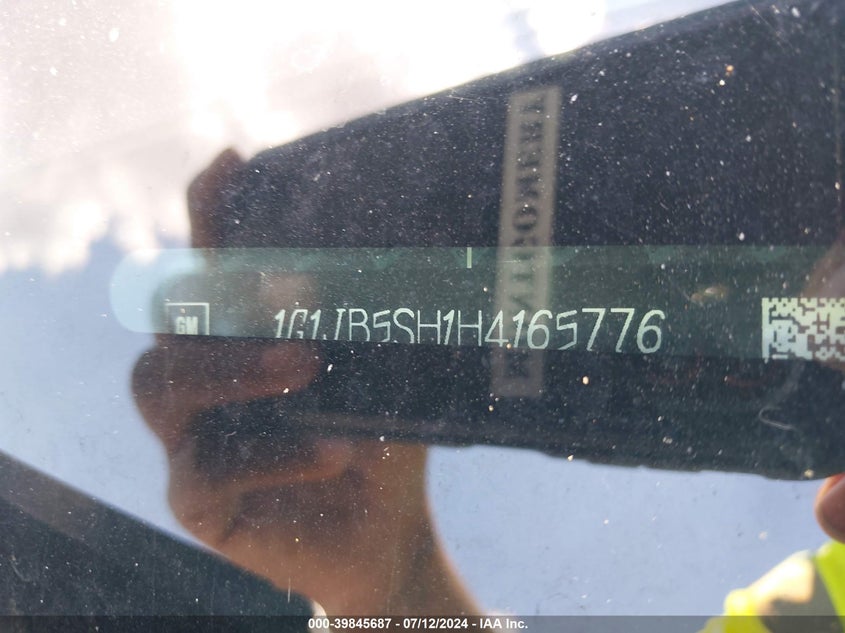 GM 1G1JB5SH1H4165776
000-39845687 - 07/12/2024 - IAA Inc.